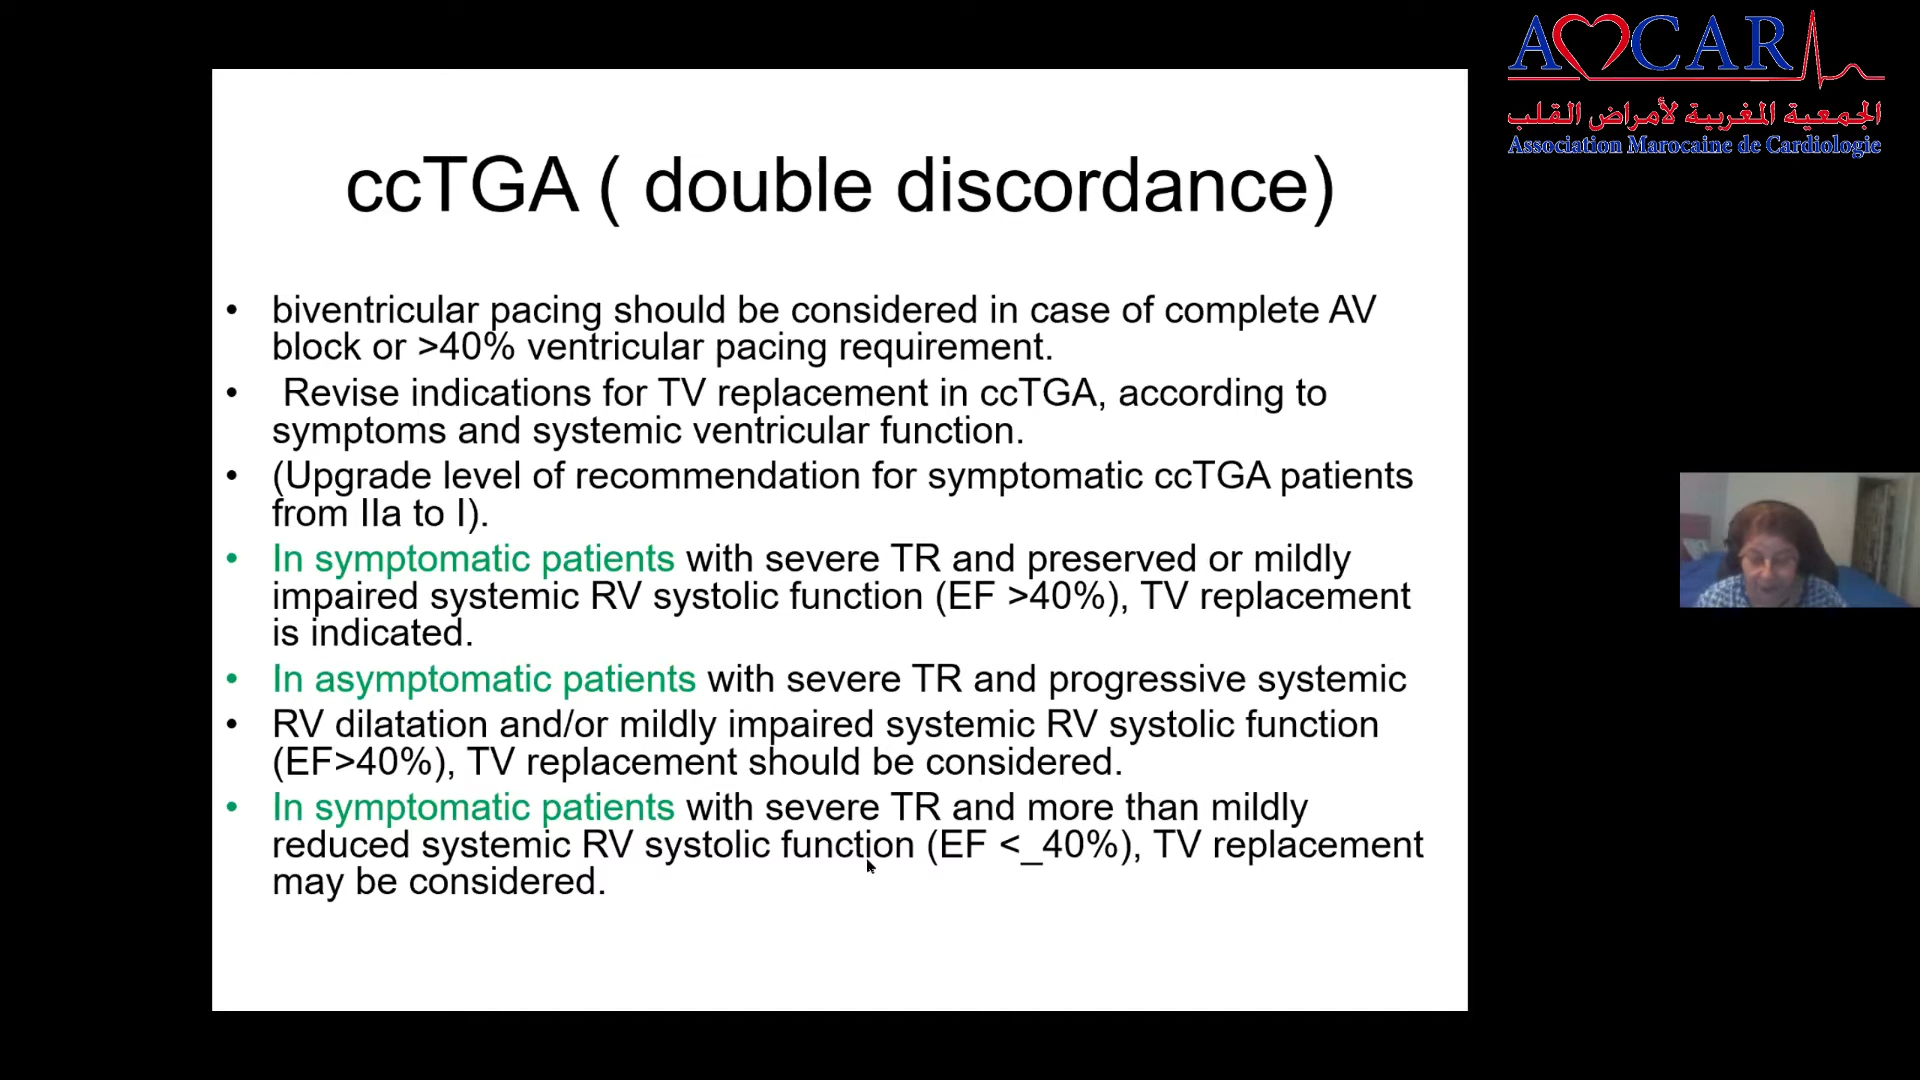 AMCAR
الجمعية المغربية لأمراض القلب
Association Marocaine de Cardiologie
ccTGA ( double discordance)
• biventricular pacing should be considered in case of complete AV
block or >40% ventricular pacing requirement.
• Revise indications for TV replacement in ccTGA, according to
symptoms and systemic ventricular function.
• (Upgrade level of recommendation for symptomatic ccTGA patients
from IIa to I).
• In symptomatic patients with severe TR and preserved or mildly
impaired systemic RV systolic function (EF >40%), TV replacement
is indicated.
• In asymptomatic patients with severe TR and progressive systemic
• RV dilatation and/or mildly impaired systemic RV systolic function
(EF>40%), TV replacement should be considered.
• In symptomatic patients with severe TR and more than mildly
reduced systemic RV systolic function (EF <_40%), TV replacement
may be considered.